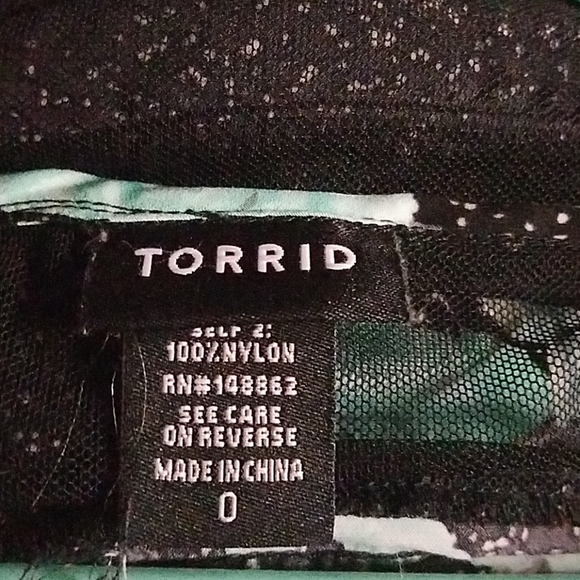 TORRID
SELF 2:
100%NYLON
RN#148862
SEE CARE
ON REVERSE
MADE IN CHINA
0